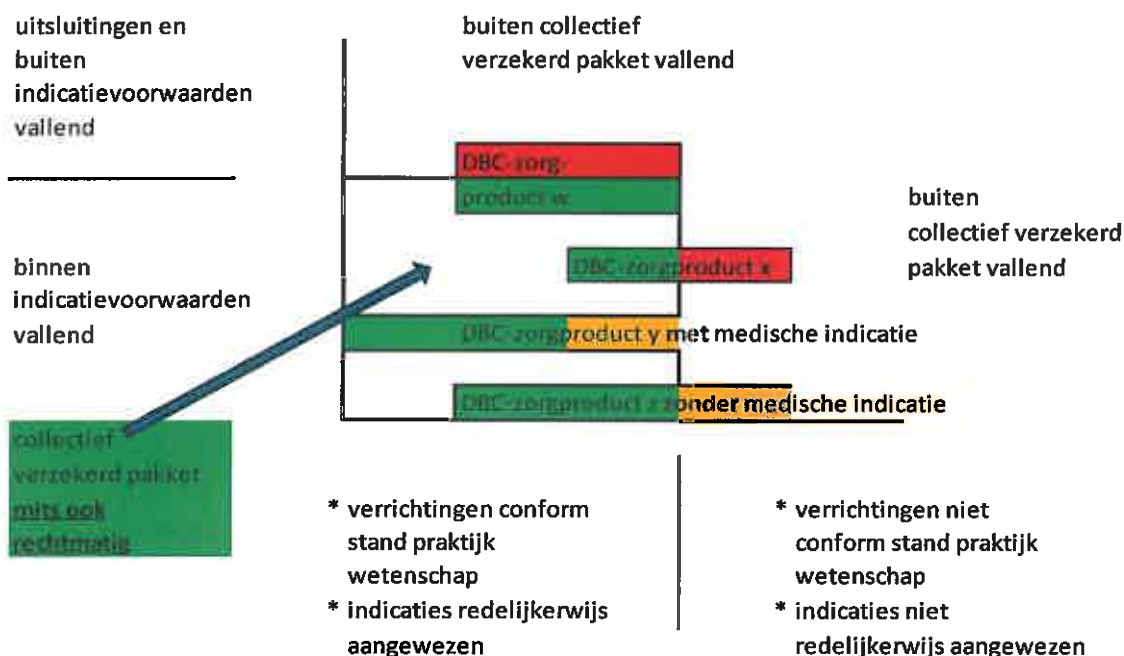 uitsluitingen en
buiten
indicatievoorwaarden
vallend
buiten collectief
verzekerd pakket vallend
DBC-zorg-
product w
buiten
collectief verzekerd
pakket vallend
DBC-zorgproduct x
binnen
indicatievoorwaarden
vallend
DBC-zorgproduct y met medische indicatie
DBC-zorgproduct z zonder medische indicatie
collectief
verzekerd pakket
mits ook
rechtmatig
* verrichtingen conform
stand praktijk
wetenschap
* indicaties redelijkerwijs
aangewezen
* verrichtingen niet
conform stand praktijk
wetenschap
* indicaties niet
redelijkerwijs aangewezen